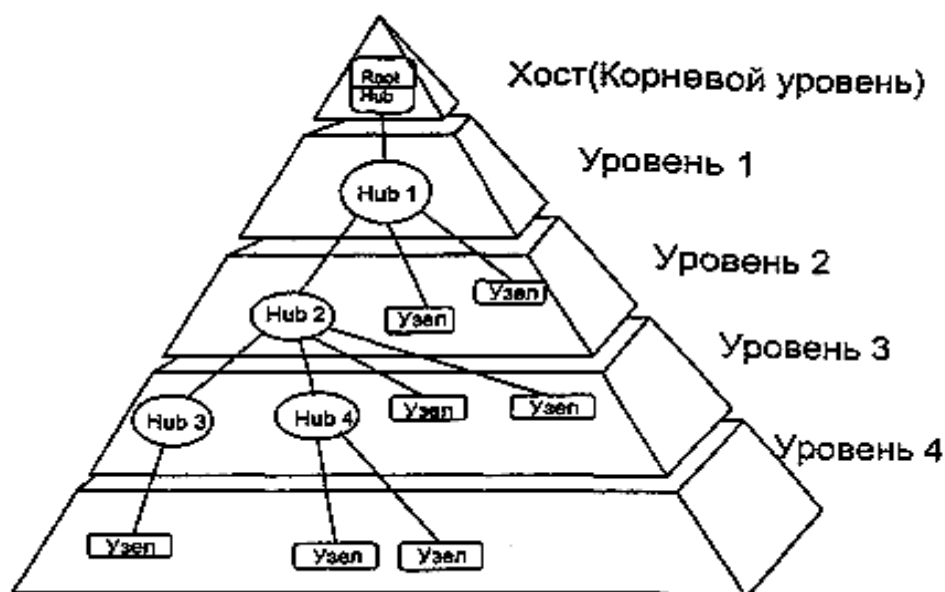 Root
Hub
Хост(Корневой уровень)
Уровень 1
Hub 1
Уровень 2
Узел
Hub 2
Узел
Уровень 3
Hub 3
Hub 4
Узел
Узел
Уровень 4
Узел
Узел
Узел